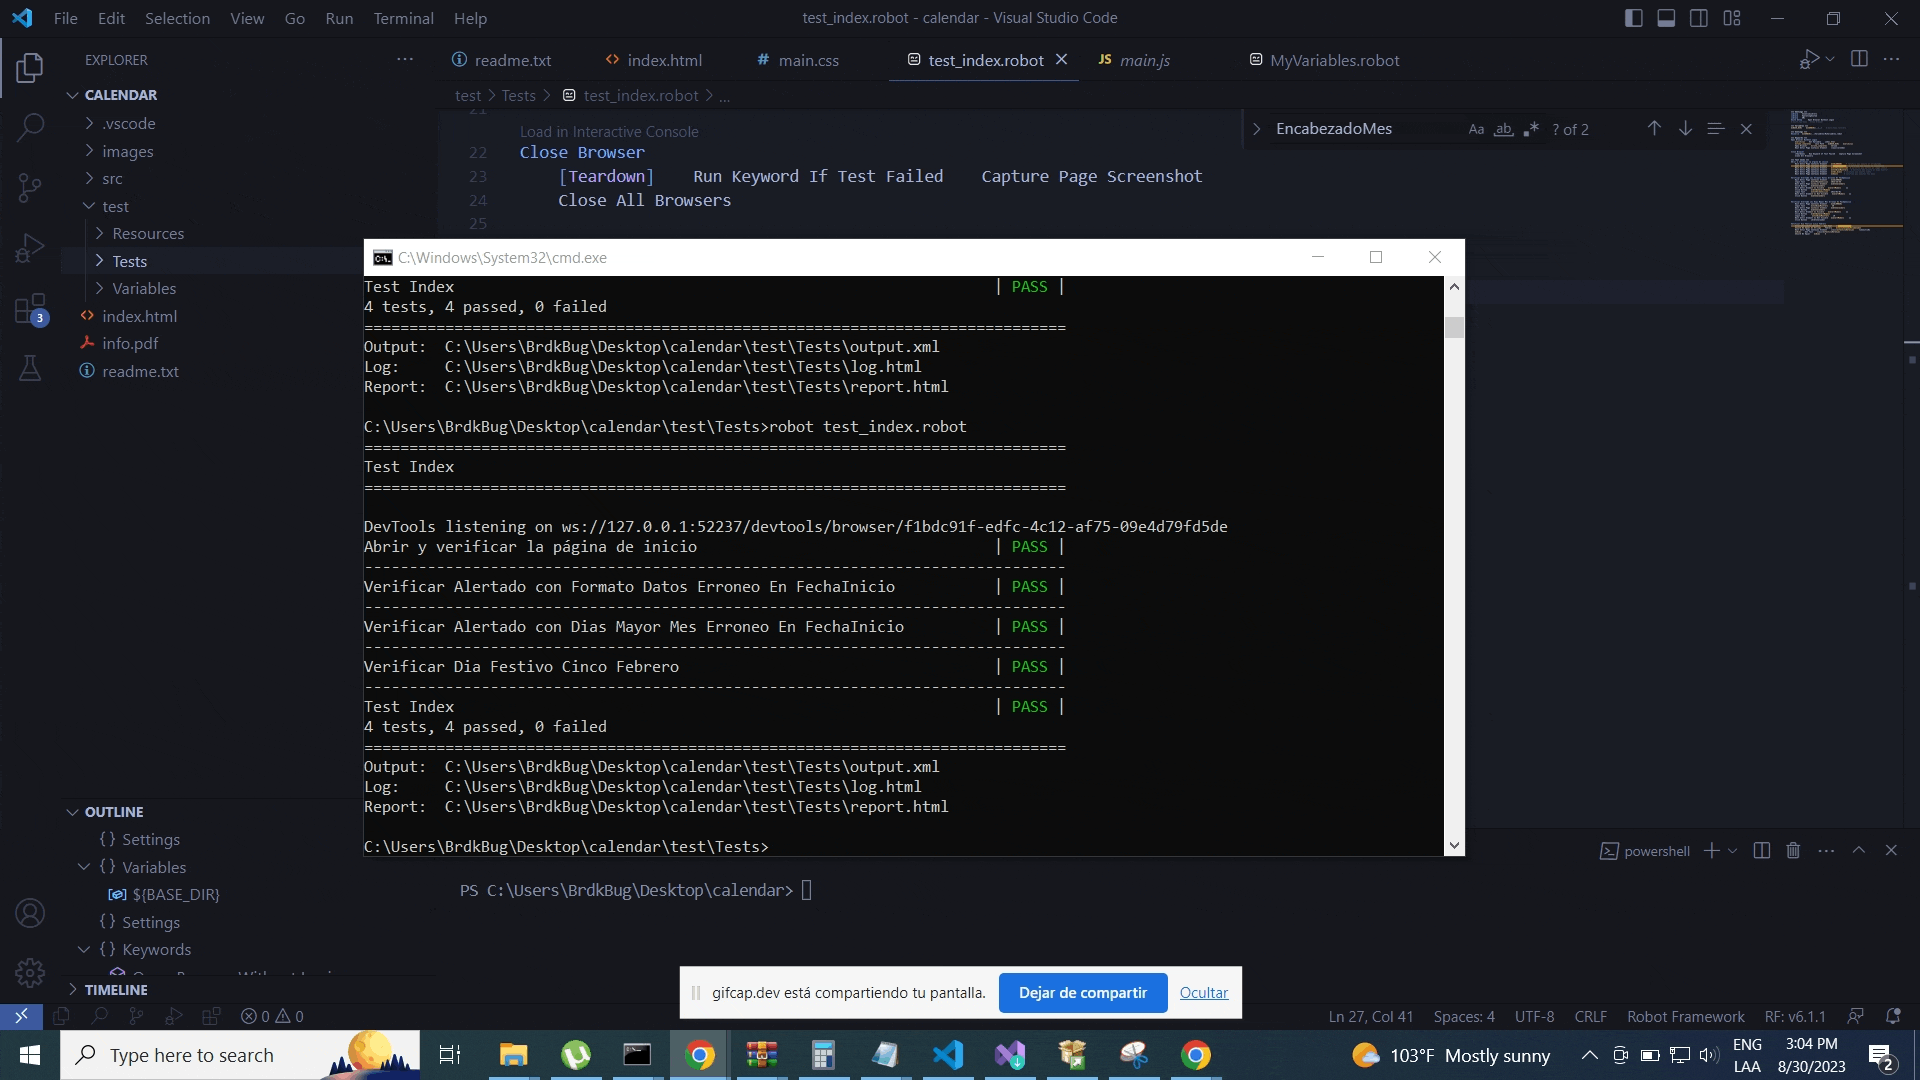 File Edit Selection View Go Run Terminal Help
test_index.robot - calendar - Visual Studio Code
EXPLORER
readme.txt
index.html
main.css
test_index.robot
JS main.js
MyVariables.robot
CALENDAR
test > Tests > test_index.robot > ...
.vscode
images
src
test
Resources
Tests
Variables
index.html
info.pdf
readme.txt
21
Load in Interactive Console
22 Close Browser
23 [Teardown] Run Keyword If Test Failed Capture Page Screenshot
24 Close All Browsers
25
EncabezadoMes Aa ab .* ? of 2
C:\Windows\System32\cmd.exe
Test Index | PASS |
4 tests, 4 passed, 0 failed
==============================================================================
Output: C:\Users\BrdkBug\Desktop\calendar\test\Tests\output.xml
Log: C:\Users\BrdkBug\Desktop\calendar\test\Tests\log.html
Report: C:\Users\BrdkBug\Desktop\calendar\test\Tests\report.html
C:\Users\BrdkBug\Desktop\calendar\test\Tests>robot test_index.robot
==============================================================================
Test Index
==============================================================================
DevTools listening on ws://127.0.0.1:52237/devtools/browser/f1bdc91f-edfc-4c12-af75-09e4d79fd5de
Abrir y verificar la página de inicio | PASS |
------------------------------------------------------------------------------
Verificar Alertado con Formato Datos Erroneo En FechaInicio | PASS |
------------------------------------------------------------------------------
Verificar Alertado con Dias Mayor Mes Erroneo En FechaInicio | PASS |
------------------------------------------------------------------------------
Verificar Dia Festivo Cinco Febrero | PASS |
------------------------------------------------------------------------------
Test Index | PASS |
4 tests, 4 passed, 0 failed
==============================================================================
Output: C:\Users\BrdkBug\Desktop\calendar\test\Tests\output.xml
Log: C:\Users\BrdkBug\Desktop\calendar\test\Tests\log.html
Report: C:\Users\BrdkBug\Desktop\calendar\test\Tests\report.html
C:\Users\BrdkBug\Desktop\calendar\test\Tests>
3
OUTLINE
{} Settings
{} Variables
${BASE_DIR}
{} Settings
{} Keywords
TIMELINE
powershell
PS C:\Users\BrdkBug\Desktop\calendar>
gifcap.dev está compartiendo tu pantalla. Dejar de compartir Ocultar
0 0
Ln 27, Col 41 Spaces: 4 UTF-8 CRLF Robot Framework RF: v6.1.1
Type here to search
103°F Mostly sunny
ENG
LAA
3:04 PM
8/30/2023
2